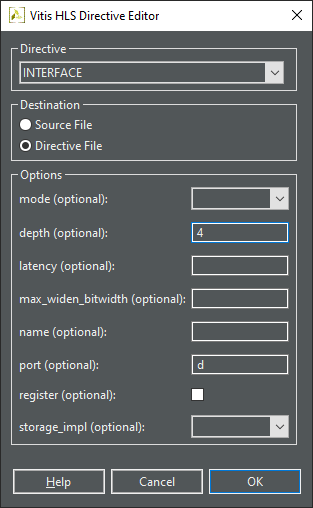 Vitis HLS Directive Editor
Directive
INTERFACE
Destination
Source File
Directive File
Options
mode (optional):
depth (optional): 4
latency (optional):
max_widen_bitwidth (optional):
name (optional):
port (optional): d
register (optional):
storage_impl (optional):
Help Cancel OK